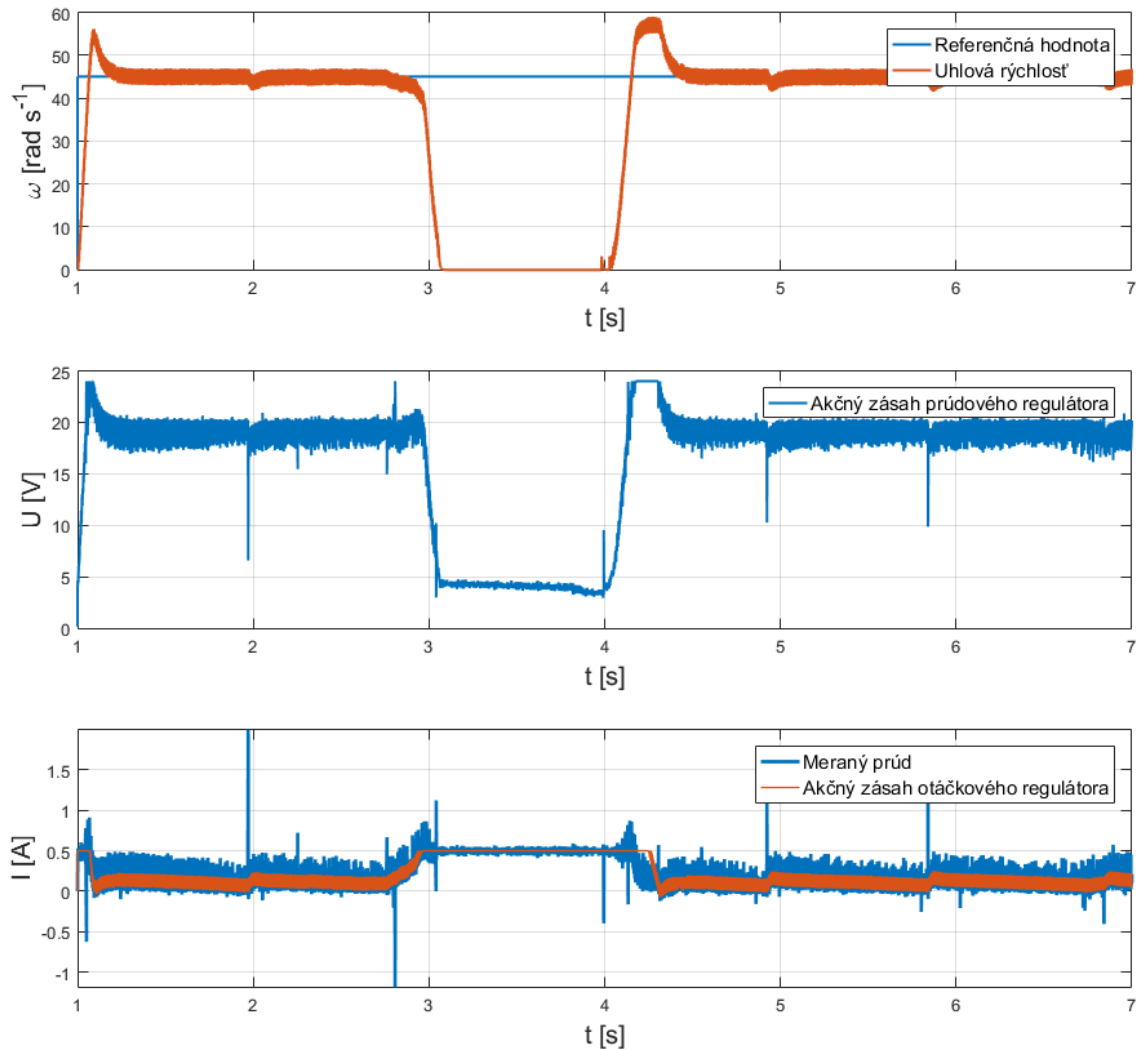 60
50
40
30
20
10
0
ω [rad s⁻¹]
Referenčná hodnota
Uhlová rýchlosť
1 2 3 4 5 6 7
t [s]
25
20
15
10
5
0
U [V]
Akčný zásah prúdového regulátora
1 2 3 4 5 6 7
t [s]
1.5
1
0.5
0
-0.5
-1
I [A]
Meraný prúd
Akčný zásah otáčkového regulátora
1 2 3 4 5 6 7
t [s]